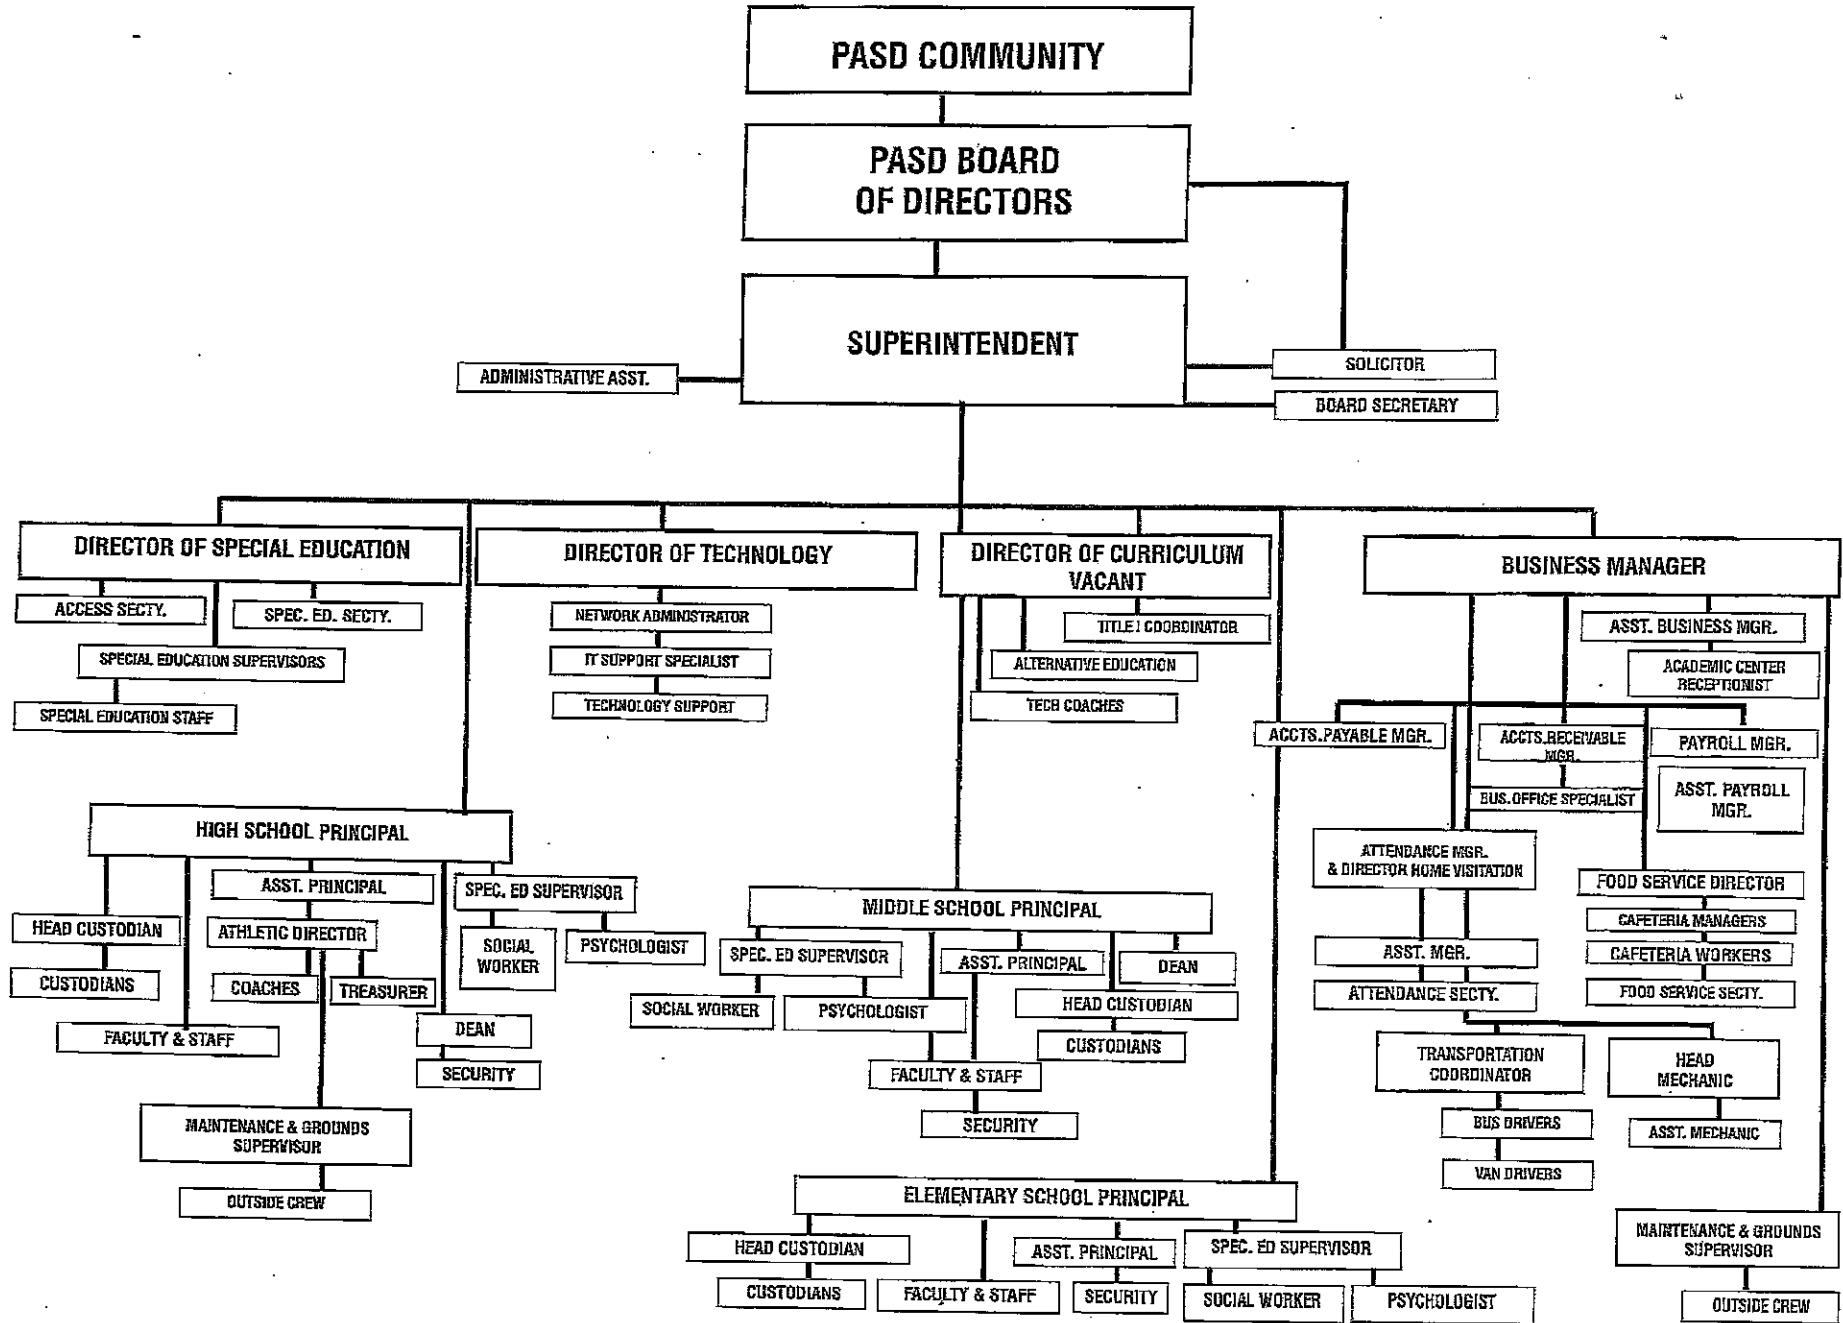 PASD COMMUNITY
PASD BOARD
OF DIRECTORS
SUPERINTENDENT
ADMINISTRATIVE ASST.
SOLICITOR
BOARD SECRETARY
DIRECTOR OF SPECIAL EDUCATION
ACCESS SECTY.
SPEC. ED. SECTY.
SPECIAL EDUCATION SUPERVISORS
SPECIAL EDUCATION STAFF
DIRECTOR OF TECHNOLOGY
NETWORK ADMINISTRATOR
IT SUPPORT SPECIALIST
TECHNOLOGY SUPPORT
DIRECTOR OF CURRICULUM
VACANT
TITLE I COORDINATOR
ALTERNATIVE EDUCATION
TECH COACHES
BUSINESS MANAGER
ASST. BUSINESS MGR.
ACADEMIC CENTER
RECEPTIONIST
ACCTS.PAYABLE MGR.
ACCTS.RECEIVABLE
MGR.
PAYROLL MGR.
BUS.OFFICE SPECIALIST
ASST. PAYROLL
MGR.
ATTENDANCE MGR.
& DIRECTOR HOME VISITATION
ASST. MGR.
ATTENDANCE SECTY.
FOOD SERVICE DIRECTOR
CAFETERIA MANAGERS
CAFETERIA WORKERS
FOOD SERVICE SECTY.
TRANSPORTATION
COORDINATOR
BUS DRIVERS
VAN DRIVERS
HEAD
MECHANIC
ASST. MECHANIC
MAINTENANCE & GROUNDS
SUPERVISOR
OUTSIDE CREW
HIGH SCHOOL PRINCIPAL
HEAD CUSTODIAN
CUSTODIANS
FACULTY & STAFF
ASST. PRINCIPAL
ATHLETIC DIRECTOR
COACHES
TREASURER
SPEC. ED SUPERVISOR
SOCIAL
WORKER
PSYCHOLOGIST
DEAN
SECURITY
MAINTENANCE & GROUNDS
SUPERVISOR
OUTSIDE CREW
MIDDLE SCHOOL PRINCIPAL
SPEC. ED SUPERVISOR
SOCIAL WORKER
PSYCHOLOGIST
ASST. PRINCIPAL
DEAN
HEAD CUSTODIAN
CUSTODIANS
FACULTY & STAFF
SECURITY
ELEMENTARY SCHOOL PRINCIPAL
HEAD CUSTODIAN
CUSTODIANS
FACULTY & STAFF
ASST. PRINCIPAL
SECURITY
SPEC. ED SUPERVISOR
SOCIAL WORKER
PSYCHOLOGIST